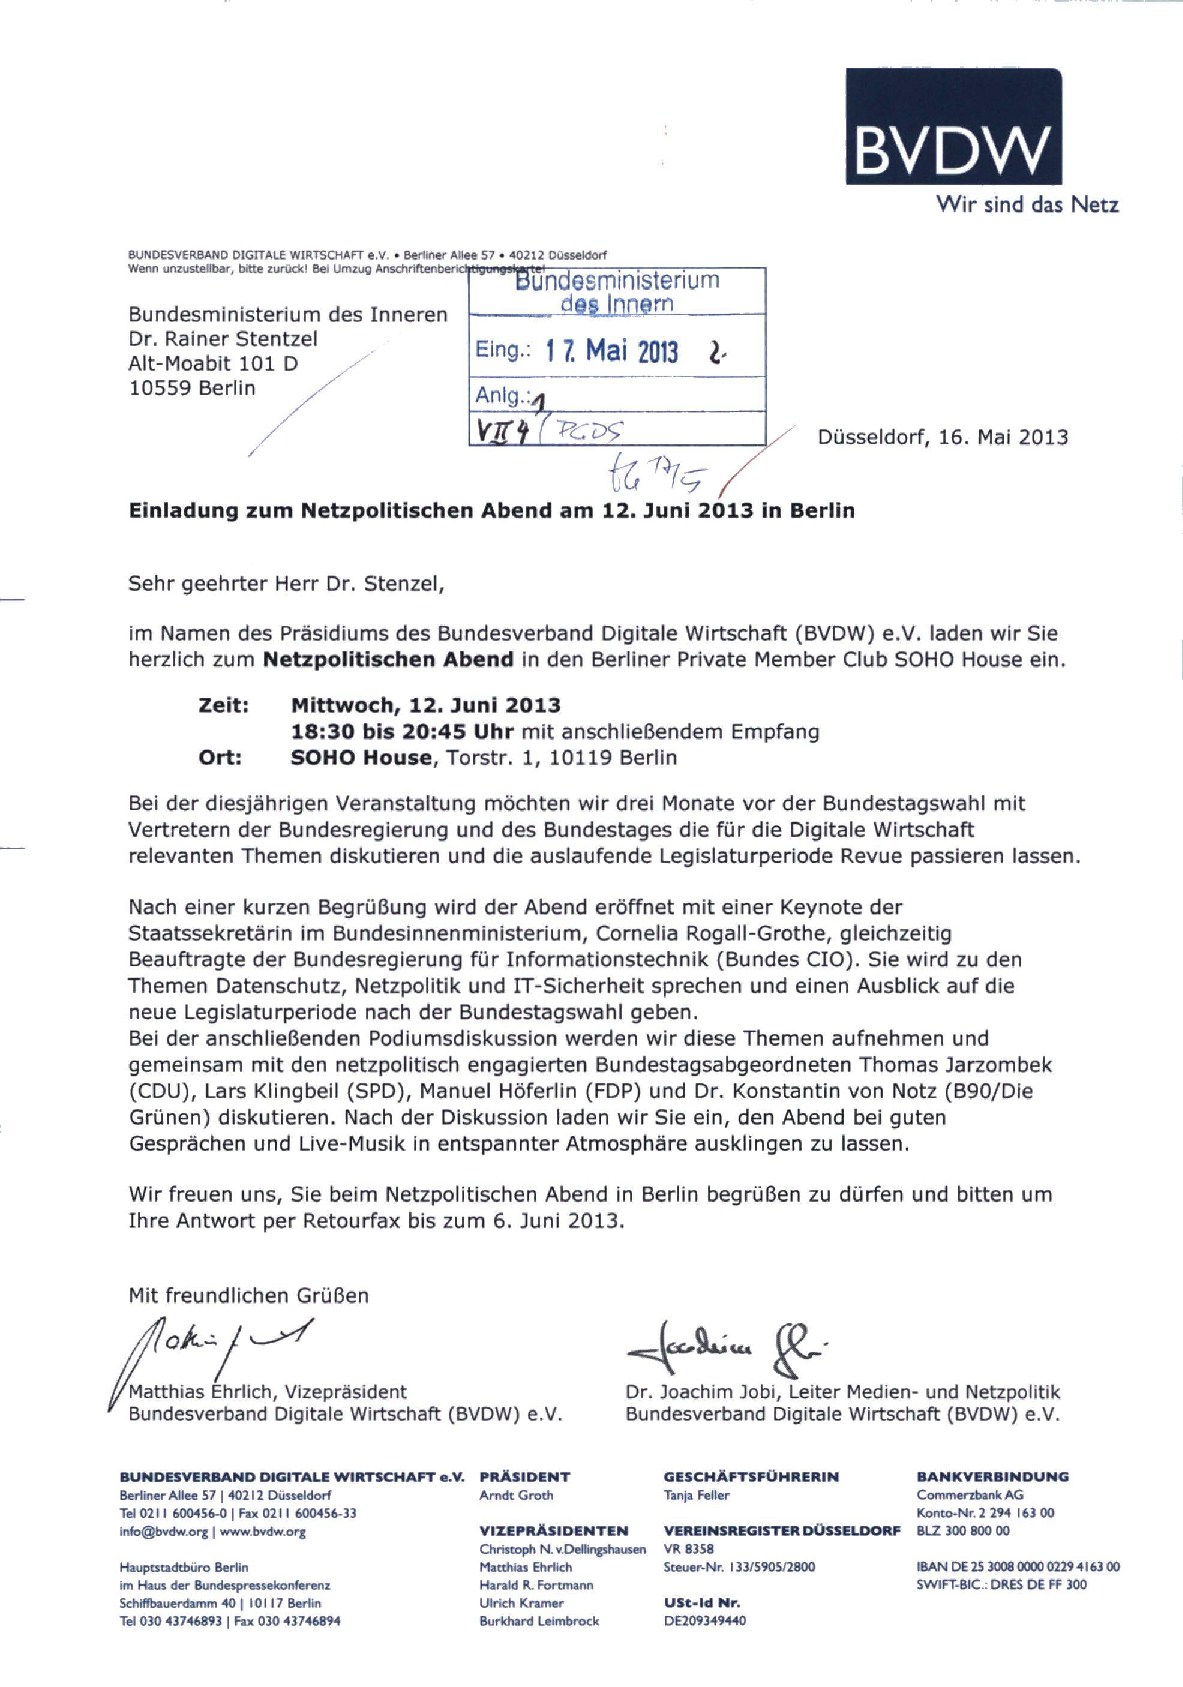 BVDW
Wir sind das Netz
BUNDESVERBAND DIGITALE WIRTSCHAFT e.V. • Berliner Allee 57 • 40212 Düsseldorf
Wenn unzustellbar, bitte zurück! Bei Umzug Anschriftenberichtigungskarte!
Bundesministerium
des Innern
Eing.: 17. Mai 2013 2.
Anlg.: 1
VII4 / PGDS
Bundesministerium des Inneren
Dr. Rainer Stentzel
Alt-Moabit 101 D
10559 Berlin
Düsseldorf, 16. Mai 2013
Einladung zum Netzpolitischen Abend am 12. Juni 2013 in Berlin
Sehr geehrter Herr Dr. Stenzel,
im Namen des Präsidiums des Bundesverband Digitale Wirtschaft (BVDW) e.V. laden wir Sie
herzlich zum Netzpolitischen Abend in den Berliner Private Member Club SOHO House ein.
Zeit: Mittwoch, 12. Juni 2013
18:30 bis 20:45 Uhr mit anschließendem Empfang
Ort: SOHO House, Torstr. 1, 10119 Berlin
Bei der diesjährigen Veranstaltung möchten wir drei Monate vor der Bundestagswahl mit
Vertretern der Bundesregierung und des Bundestages die für die Digitale Wirtschaft
relevanten Themen diskutieren und die auslaufende Legislaturperiode Revue passieren lassen.
Nach einer kurzen Begrüßung wird der Abend eröffnet mit einer Keynote der
Staatssekretärin im Bundesinnenministerium, Cornelia Rogall-Grothe, gleichzeitig
Beauftragte der Bundesregierung für Informationstechnik (Bundes CIO). Sie wird zu den
Themen Datenschutz, Netzpolitik und IT-Sicherheit sprechen und einen Ausblick auf die
neue Legislaturperiode nach der Bundestagswahl geben.
Bei der anschließenden Podiumsdiskussion werden wir diese Themen aufnehmen und
gemeinsam mit den netzpolitisch engagierten Bundestagsabgeordneten Thomas Jarzombek
(CDU), Lars Klingbeil (SPD), Manuel Höferlin (FDP) und Dr. Konstantin von Notz (B90/Die
Grünen) diskutieren. Nach der Diskussion laden wir Sie ein, den Abend bei guten
Gesprächen und Live-Musik in entspannter Atmosphäre ausklingen zu lassen.
Wir freuen uns, Sie beim Netzpolitischen Abend in Berlin begrüßen zu dürfen und bitten um
Ihre Antwort per Retourfax bis zum 6. Juni 2013.
Mit freundlichen Grüßen
Matthias Ehrlich, Vizepräsident
Bundesverband Digitale Wirtschaft (BVDW) e.V.
Dr. Joachim Jobi, Leiter Medien- und Netzpolitik
Bundesverband Digitale Wirtschaft (BVDW) e.V.
BUNDESVERBAND DIGITALE WIRTSCHAFT e.V.
Berliner Allee 57 | 40212 Düsseldorf
Tel 0211 600456-0 | Fax 0211 600456-33
info@bvdw.org | www.bvdw.org
Hauptstadtbüro Berlin
im Haus der Bundespressekonferenz
Schiffbauerdamm 40 | 10117 Berlin
Tel 030 43746893 | Fax 030 43746894
PRÄSIDENT
Arndt Groth
VIZEPRÄSIDENTEN
Christoph N. v. Dellingshausen
Matthias Ehrlich
Harald R. Fortmann
Ulrich Kramer
Burkhard Leimbrock
GESCHÄFTSFÜHRERIN
Tanja Feller
VEREINSREGISTER DÜSSELDORF
VR 8358
Steuer-Nr. 133/5905/2800
USt-Id Nr.
DE209349440
BANKVERBINDUNG
Commerzbank AG
Konto-Nr. 2 294 163 00
BLZ 300 800 00
IBAN DE 25 3008 0000 0229 4163 00
SWIFT-BIC.: DRES DE FF 300